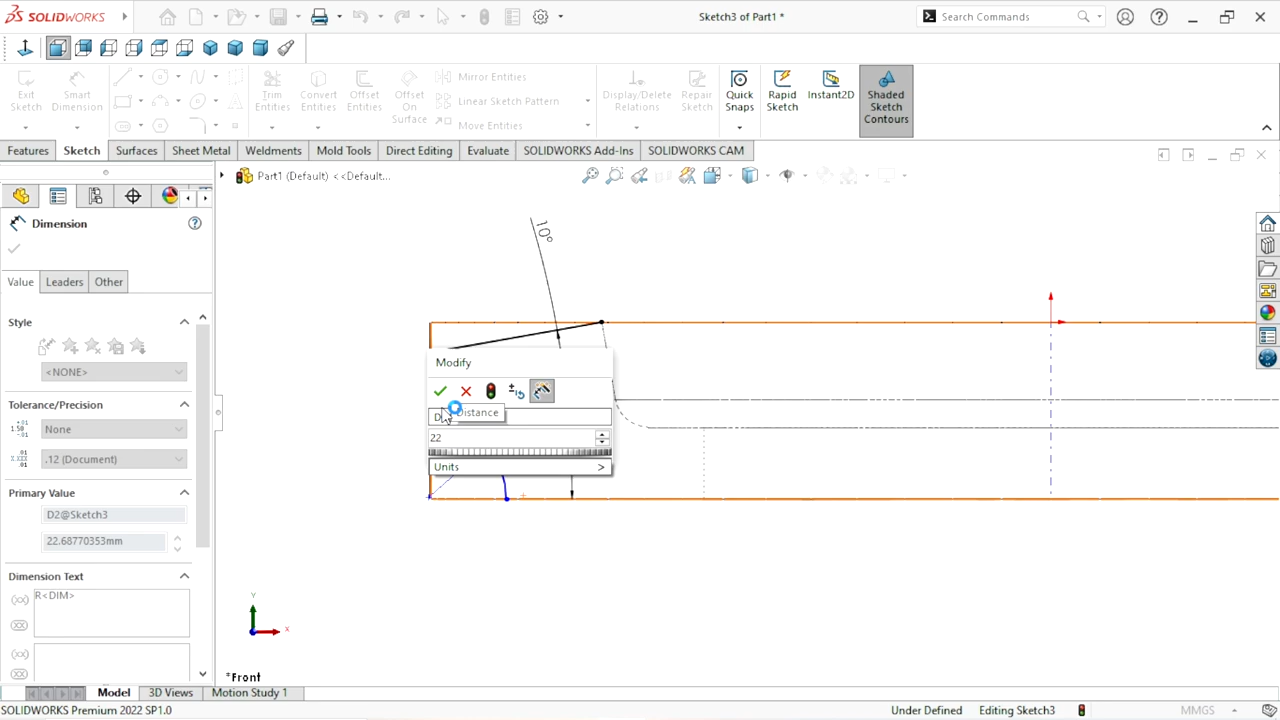 SOLIDWORKS
Sketch3 of Part1 *
Search Commands
Exit Sketch
Smart Dimension
Trim Entities
Convert Entities
Offset Entities
Offset On Surface
Mirror Entities
Linear Sketch Pattern
Move Entities
Display/Delete Relations
Repair Sketch
Quick Snaps
Rapid Sketch
Instant2D
Shaded Sketch Contours
Features Sketch Surfaces Sheet Metal Weldments Mold Tools Direct Editing Evaluate SOLIDWORKS Add-Ins SOLIDWORKS CAM
Part1 (Default) <<Default...
Dimension
Value Leaders Other
Style
<NONE>
Tolerance/Precision
None
.12 (Document)
Primary Value
D2@Sketch3
22.68770353mm
Dimension Text
R<DIM>
10°
Modify
Distance
22
Units >
Y
X
*Front
Model 3D Views Motion Study 1
SOLIDWORKS Premium 2022 SP1.0
Under Defined Editing Sketch3 MMGS